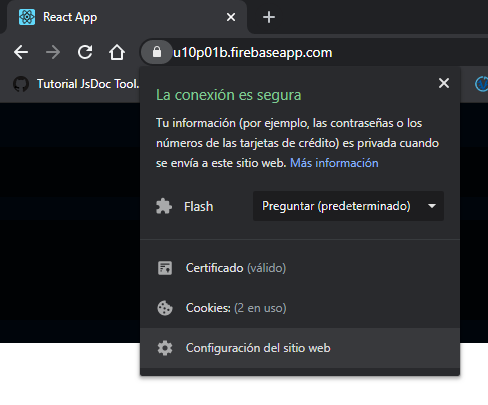 React App
u10p01b.firebaseapp.com
Tutorial JsDoc Tool.
La conexión es segura
Tu información (por ejemplo, las contraseñas o los
números de las tarjetas de crédito) es privada cuando
se envía a este sitio web. Más información
Flash Preguntar (predeterminado)
Certificado (válido)
Cookies: (2 en uso)
Configuración del sitio web